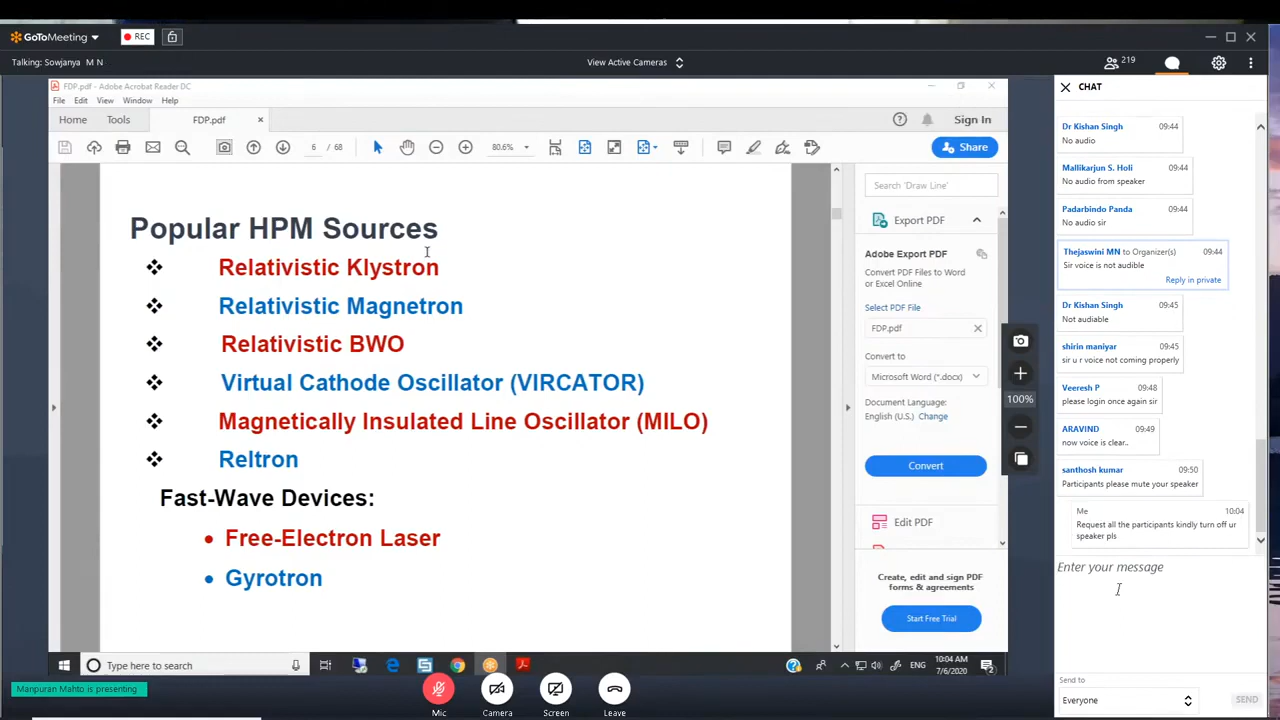 GoToMeeting
REC
Talking: Sowjanya M N
View Active Cameras
219
FDP.pdf - Adobe Acrobat Reader DC
File Edit View Window Help
Home Tools FDP.pdf
Sign In
6 / 68
80.6%
Share
Popular HPM Sources
Relativistic Klystron
Relativistic Magnetron
Relativistic BWO
Virtual Cathode Oscillator (VIRCATOR)
Magnetically Insulated Line Oscillator (MILO)
Reltron
Fast-Wave Devices:
Free-Electron Laser
Gyrotron
Search 'Draw Line'
Export PDF
Adobe Export PDF
Convert PDF Files to Word
or Excel Online
Select PDF File
FDP.pdf
Convert to
Microsoft Word (*.docx)
Document Language:
English (U.S.) Change
Convert
Edit PDF
Create, edit and sign PDF
forms & agreements
Start Free Trial
100%
CHAT
Dr Kishan Singh 09:44
No audio
Mallikarjun S. Holi 09:44
No audio from speaker
Padarbindo Panda 09:44
No audio sir
Thejaswini MN to Organizer(s) 09:44
Sir voice is not audible
Reply in private
Dr Kishan Singh 09:45
Not audiable
shirin maniyar 09:45
sir u r voice not coming properly
Veeresh P 09:48
please login once again sir
ARAVIND 09:49
now voice is clear..
santhosh kumar 09:50
Participants please mute your speaker
Me 10:04
Request all the participants kindly turn off ur
speaker pls
Enter your message
Send to
Everyone
SEND
Type here to search
ENG
10:04 AM
7/6/2020
2
Manpuran Mahto is presenting
Mic Camera Screen Leave